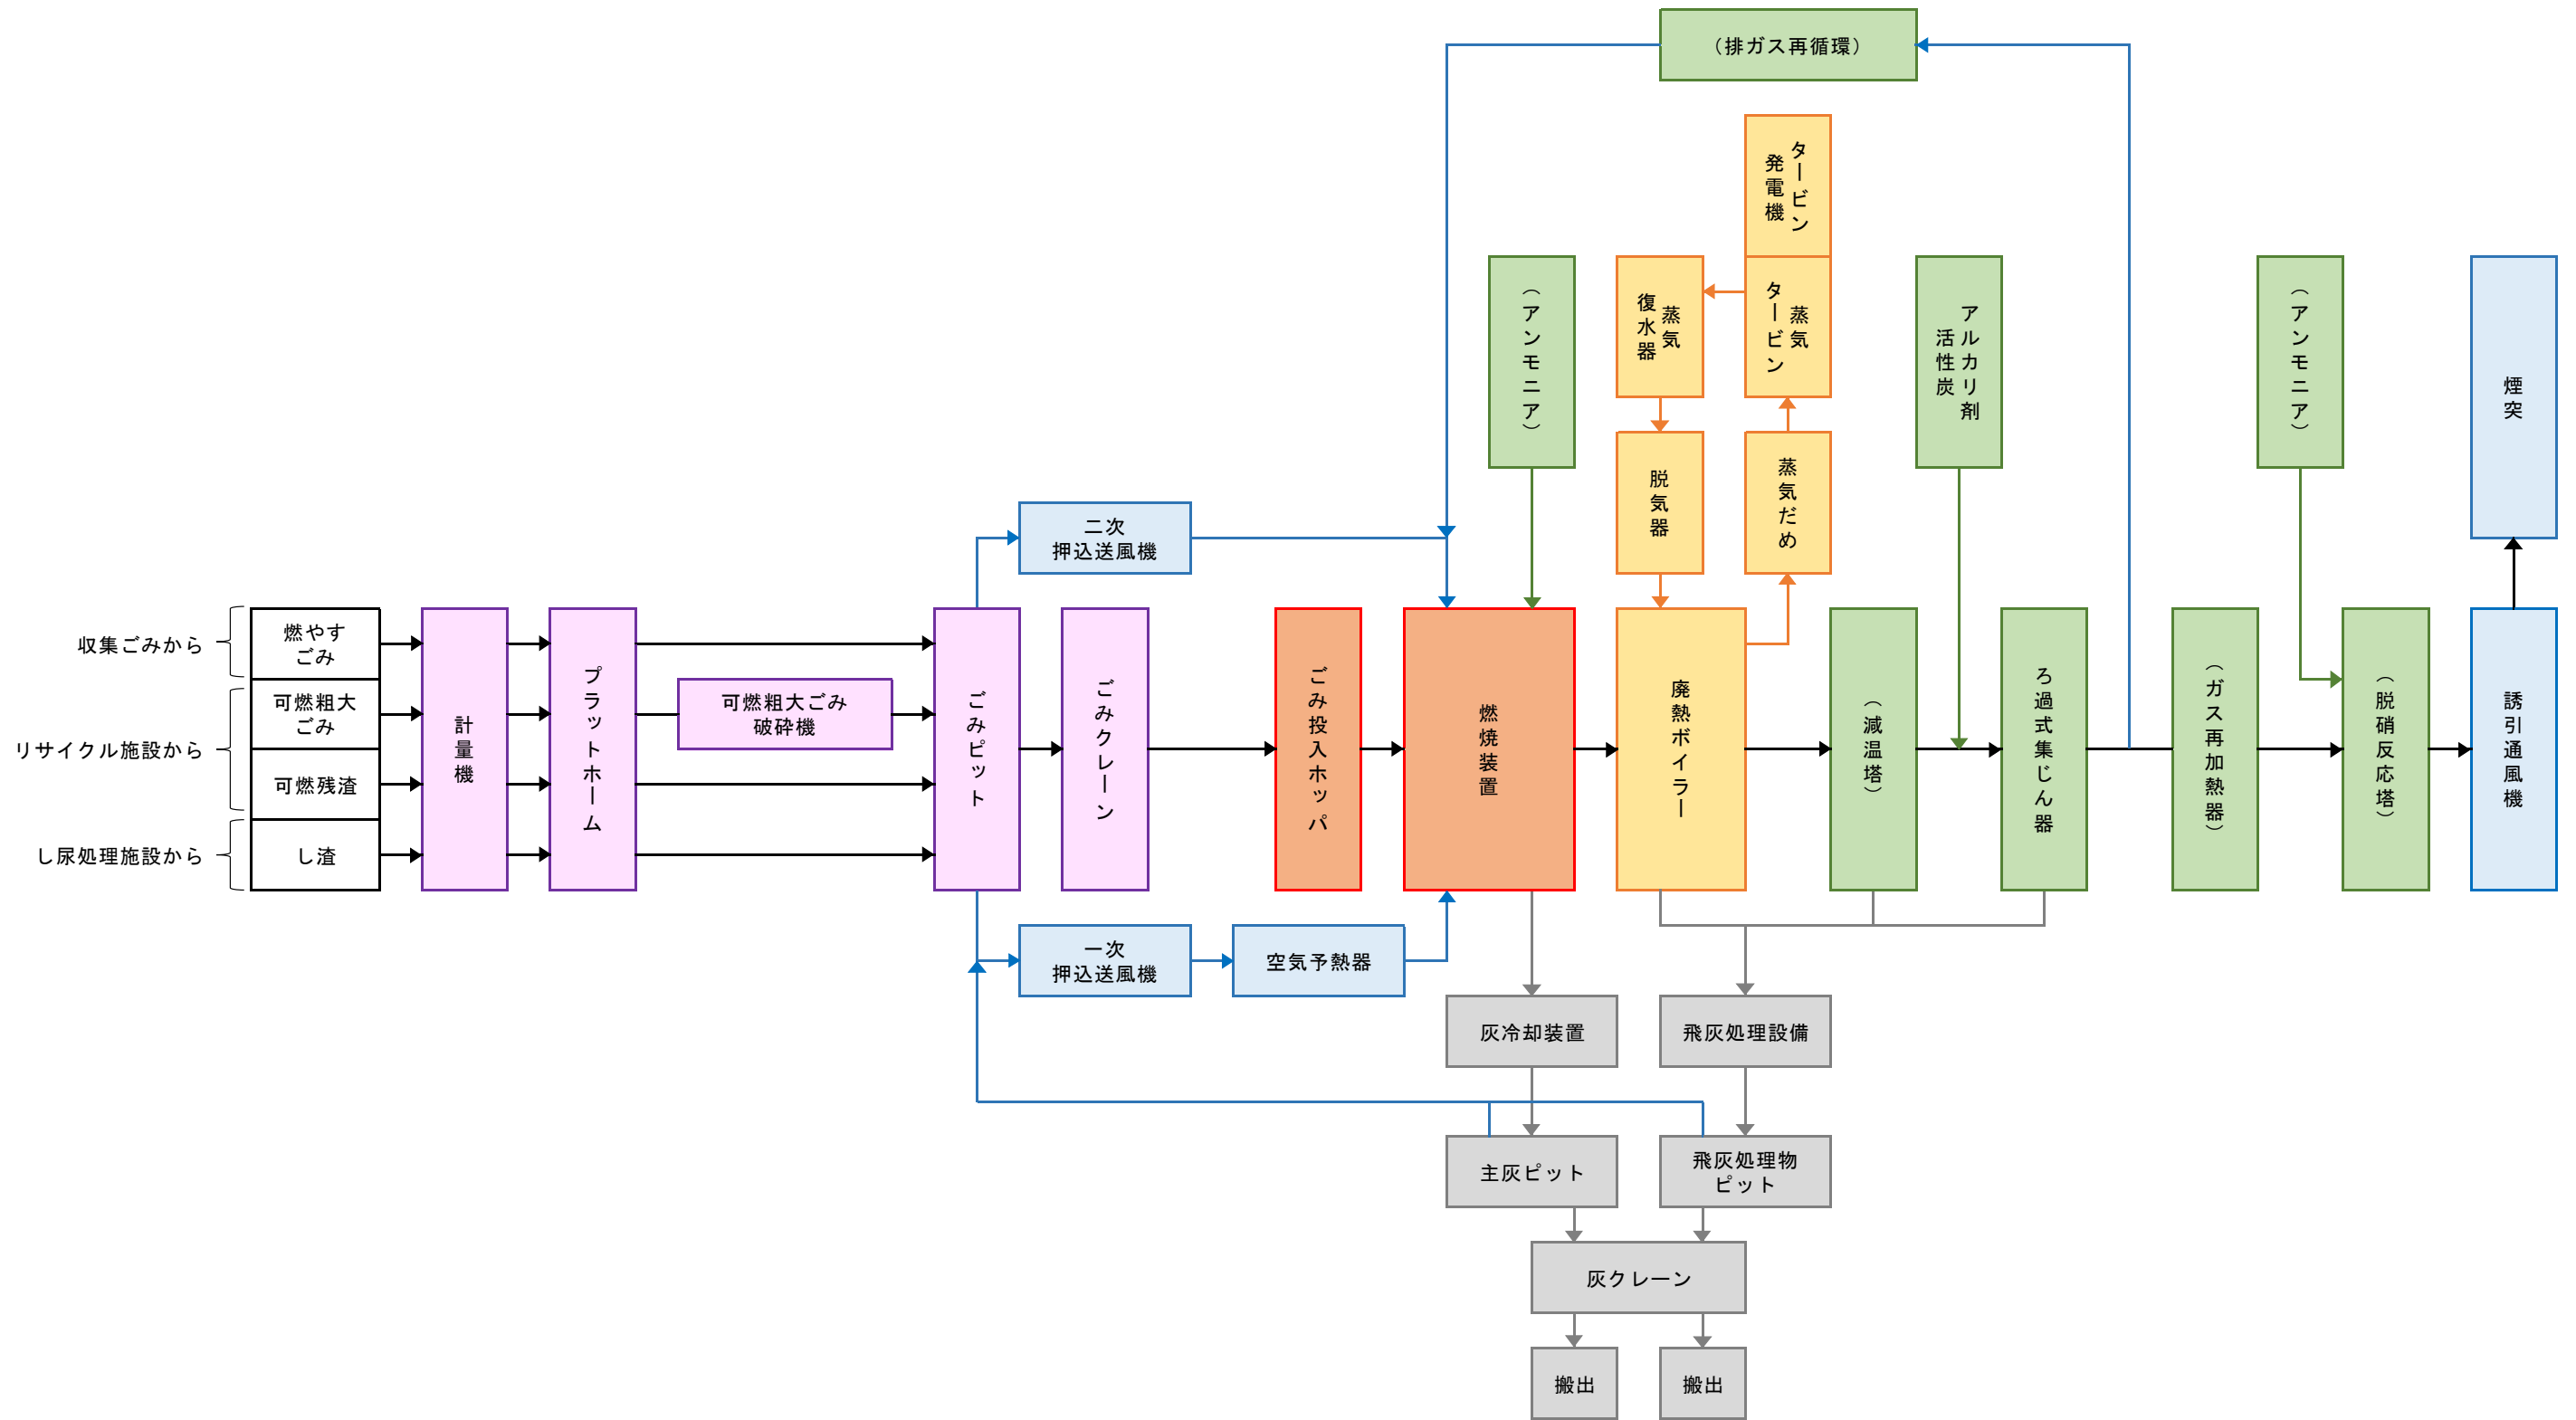 （排ガス再循環）
タービン
発電機
（アンモニア）
蒸気
復水器
蒸気
タービン
アルカリ剤
活性炭
（アンモニア）
煙突
脱気器
蒸気だめ
二次
押込送風機
収集ごみから
リサイクル施設から
し尿処理施設から
燃やす
ごみ
可燃粗大
ごみ
可燃残渣
し渣
計量機
プラットホーム
可燃粗大ごみ
破砕機
ごみピット
ごみクレーン
ごみ投入ホッパ
燃焼装置
廃熱ボイラー
（減温塔）
ろ過式集じん器
（ガス再加熱器）
（脱硝反応塔）
誘引通風機
一次
押込送風機
空気予熱器
灰冷却装置
飛灰処理設備
主灰ピット
飛灰処理物
ピット
灰クレーン
搬出
搬出